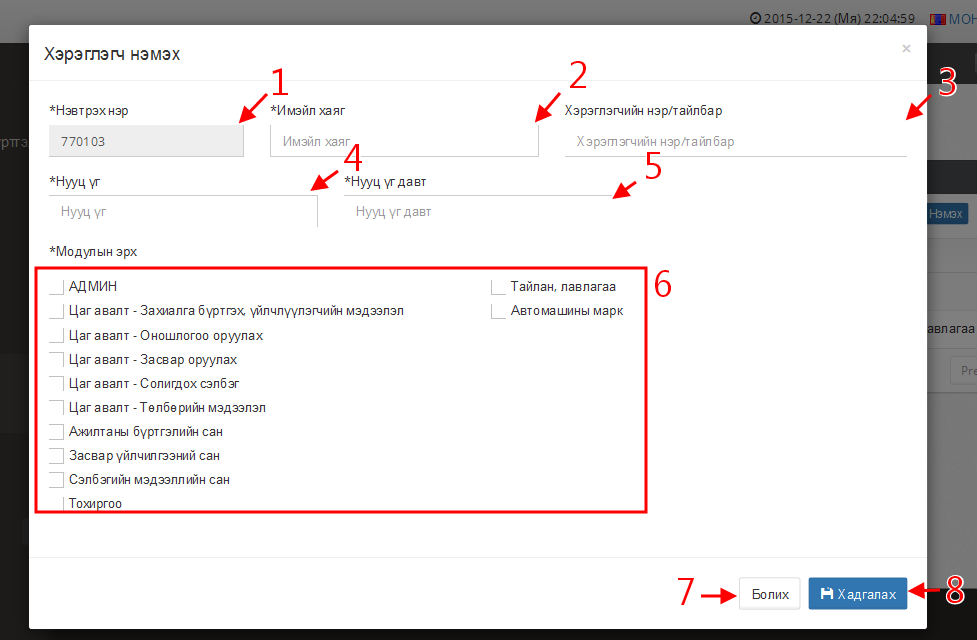 2015-12-22 (Мя) 22:04:59 МОН
Хэрэглэгч нэмэх ×
1 2 3
*Нэвтрэх нэр *Имэйл хаяг Хэрэглэгчийн нэр/тайлбар
770103 Имэйл хаяг Хэрэглэгчийн нэр/тайлбар
4 5
*Нууц үг *Нууц үг давт
Нууц үг Нууц үг давт
Нэмэх
*Модулын эрх
6
АДМИН Тайлан, лавлагаа
Цаг авалт - Захиалга бүртгэх, үйлчлүүлэгчийн мэдээлэл Автомашины марк
Цаг авалт - Оношлогоо оруулах
авлагаа
Цаг авалт - Засвар оруулах
Pre
Цаг авалт - Солигдох сэлбэг
Цаг авалт - Төлбөрийн мэдээлэл
Ажилтаны бүртгэлийн сан
Засвар үйлчилгээний сан
Сэлбэгийн мэдээллийн сан
Тохиргоо
7 Болих Хадгалах 8